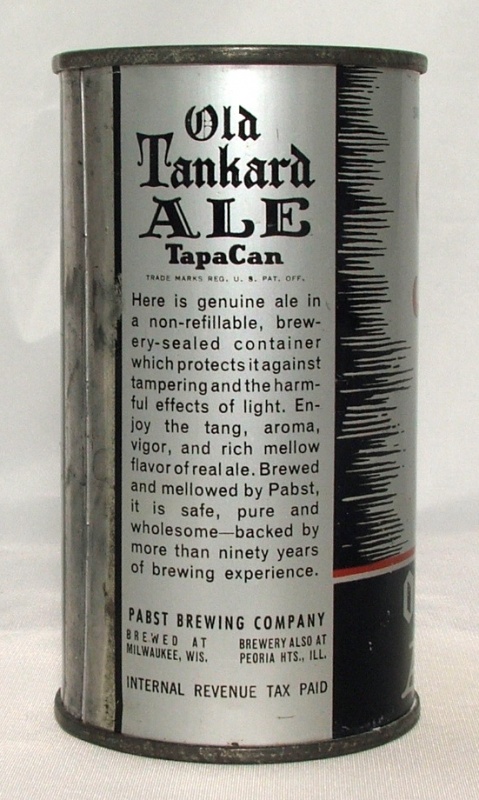 Old
Tankard
ALE
TapaCan
TRADE MARKS REG. U. S. PAT. OFF.
Here is genuine ale in
a non-refillable, brew-
ery-sealed container
which protects it against
tampering and the harm-
ful effects of light. En-
joy the tang, aroma,
vigor, and rich mellow
flavor of real ale. Brewed
and mellowed by Pabst,
it is safe, pure and
wholesome—backed by
more than ninety years
of brewing experience.
PABST BREWING COMPANY
BREWED AT
MILWAUKEE, WIS.
BREWERY ALSO AT
PEORIA HTS., ILL.
INTERNAL REVENUE TAX PAID